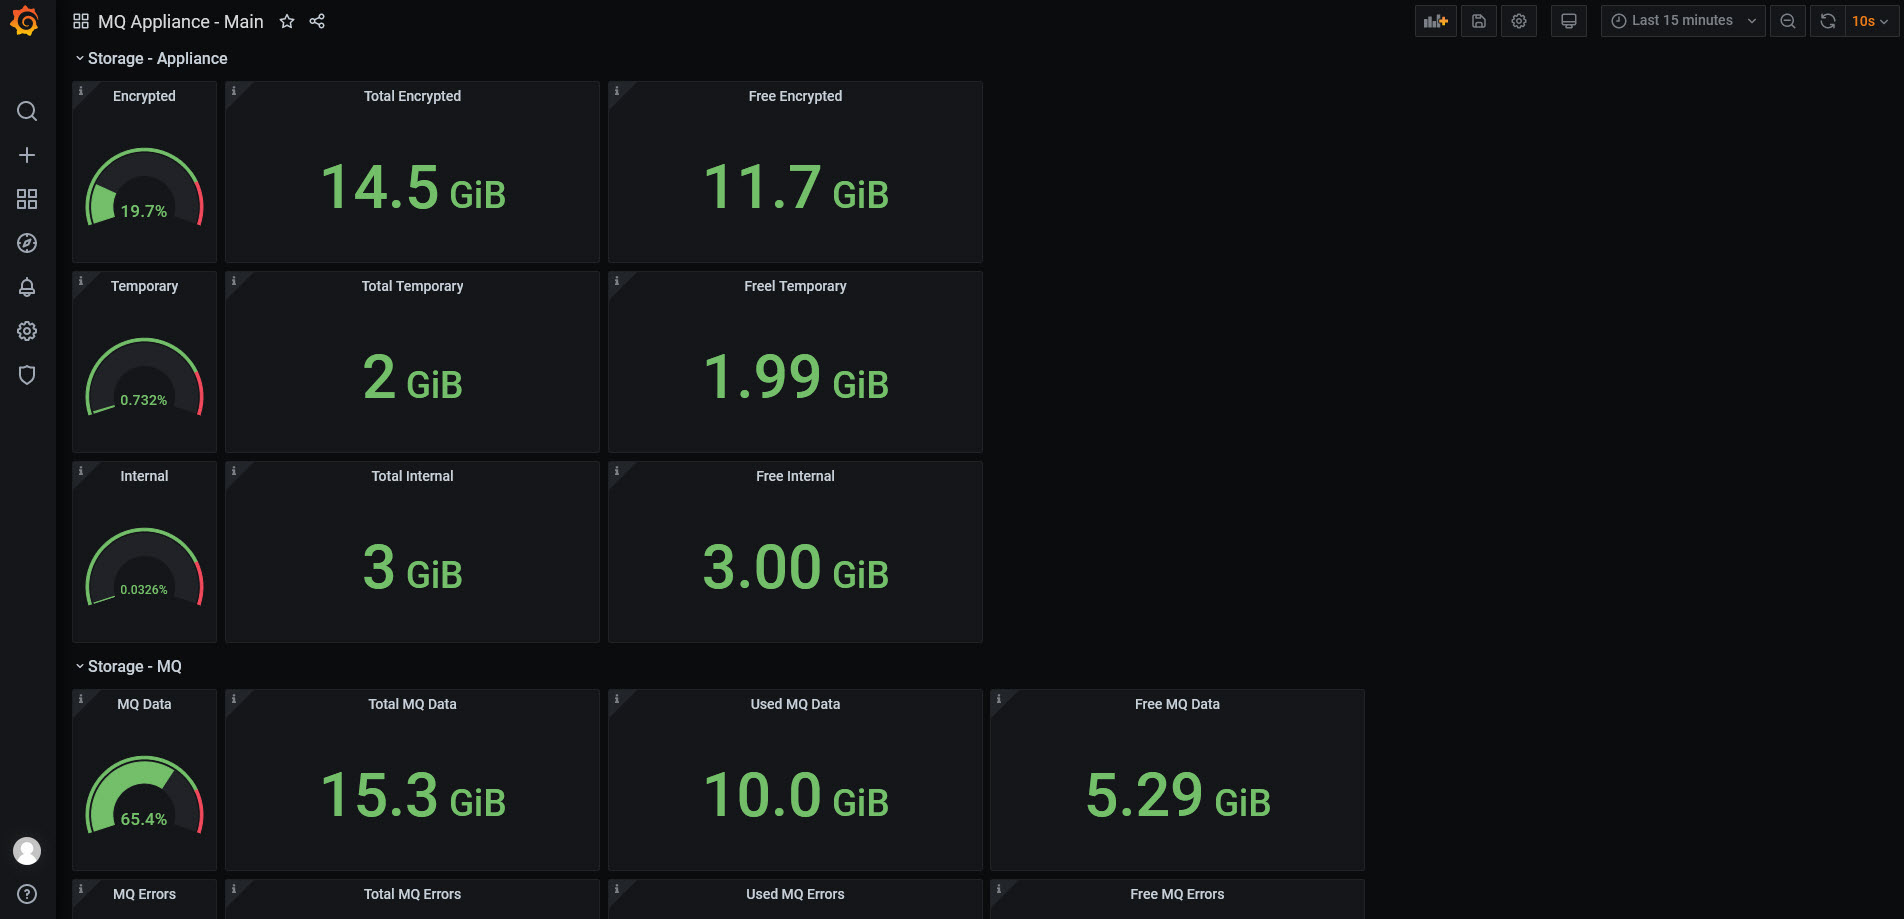 MQ Appliance - Main
Last 15 minutes
10s
Storage - Appliance
Encrypted
Total Encrypted
Free Encrypted
19.7%
14.5 GiB
11.7 GiB
Temporary
Total Temporary
Freel Temporary
0.732%
2 GiB
1.99 GiB
Internal
Total Internal
Free Internal
0.0326%
3 GiB
3.00 GiB
Storage - MQ
MQ Data
Total MQ Data
Used MQ Data
Free MQ Data
65.4%
15.3 GiB
10.0 GiB
5.29 GiB
MQ Errors
Total MQ Errors
Used MQ Errors
Free MQ Errors